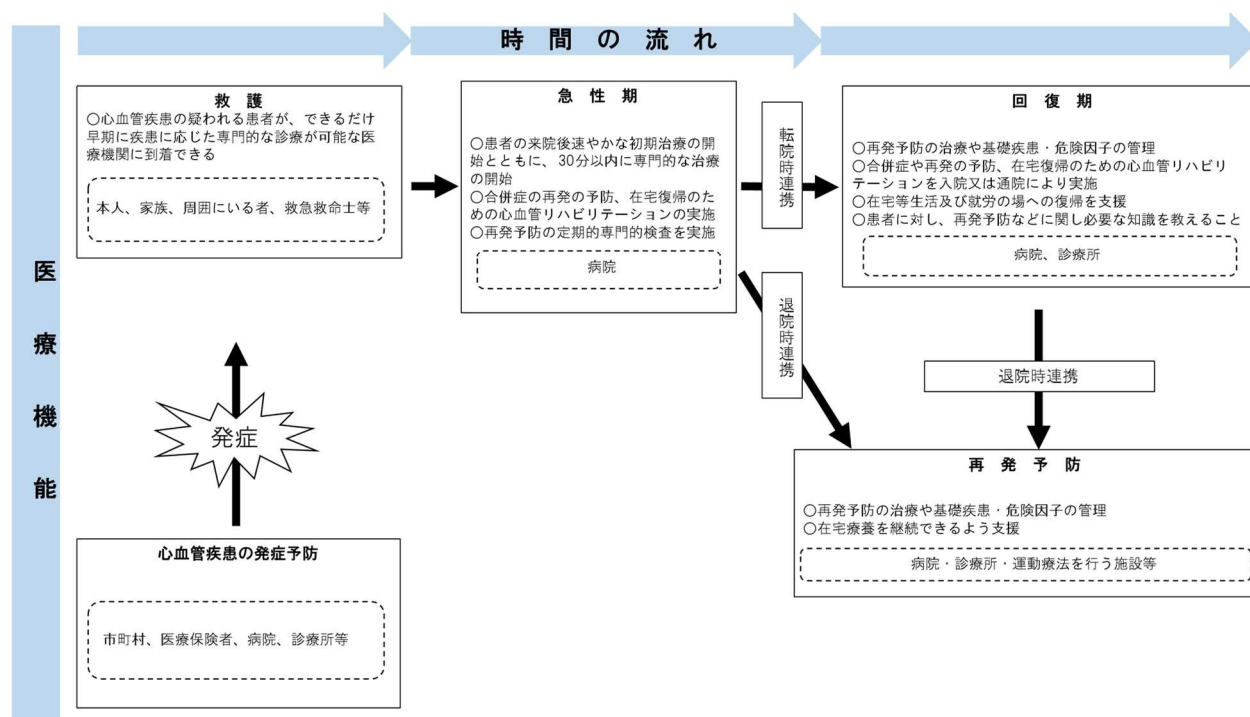 時間の流れ
医療機能
救護
○心血管疾患の疑われる患者が、できるだけ
早期に疾患に応じた専門的な診療が可能な医
療機関に到着できる
本人、家族、周囲にいる者、救急救命士等
急性期
○患者の来院後速やかな初期治療の開
始とともに、30分以内に専門的な治療
の開始
○合併症の再発の予防、在宅復帰のた
めの心血管リハビリテーションの実施
○再発予防の定期的専門的検査を実施
病院
転院時連携
回復期
○再発予防の治療や基礎疾患・危険因子の管理
○合併症や再発の予防、在宅復帰のための心血管リハビリ
テーションを入院又は通院により実施
○在宅等生活及び就労の場への復帰を支援
○患者に対し、再発予防などに関し必要な知識を教えること
病院、診療所
退院時連携
退院時連携
発症
再発予防
○再発予防の治療や基礎疾患・危険因子の管理
○在宅療養を継続できるよう支援
病院・診療所・運動療法を行う施設等
心血管疾患の発症予防
市町村、医療保険者、病院、診療所等